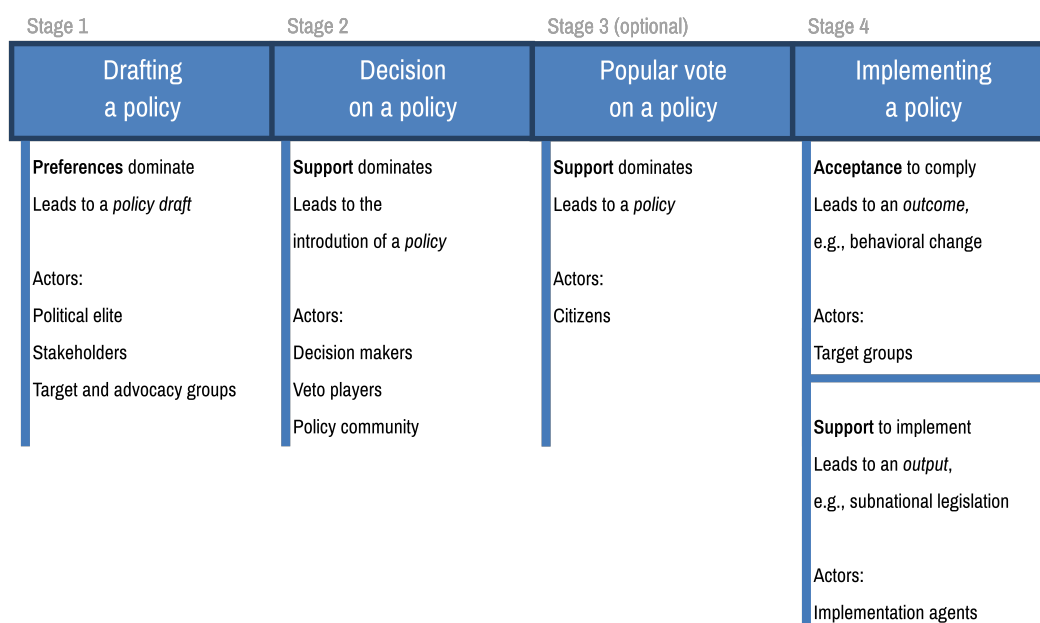 Stage 1
Drafting
a policy
Preferences dominate
Leads to a policy draft
Actors:
Political elite
Stakeholders
Target and advocacy groups
Stage 2
Decision
on a policy
Support dominates
Leads to the
introdution of a policy
Actors:
Decision makers
Veto players
Policy community
Stage 3 (optional)
Popular vote
on a policy
Support dominates
Leads to a policy
Actors:
Citizens
Stage 4
Implementing
a policy
Acceptance to comply
Leads to an outcome,
e.g., behavioral change
Actors:
Target groups
Support to implement
Leads to an output,
e.g., subnational legislation
Actors:
Implementation agents